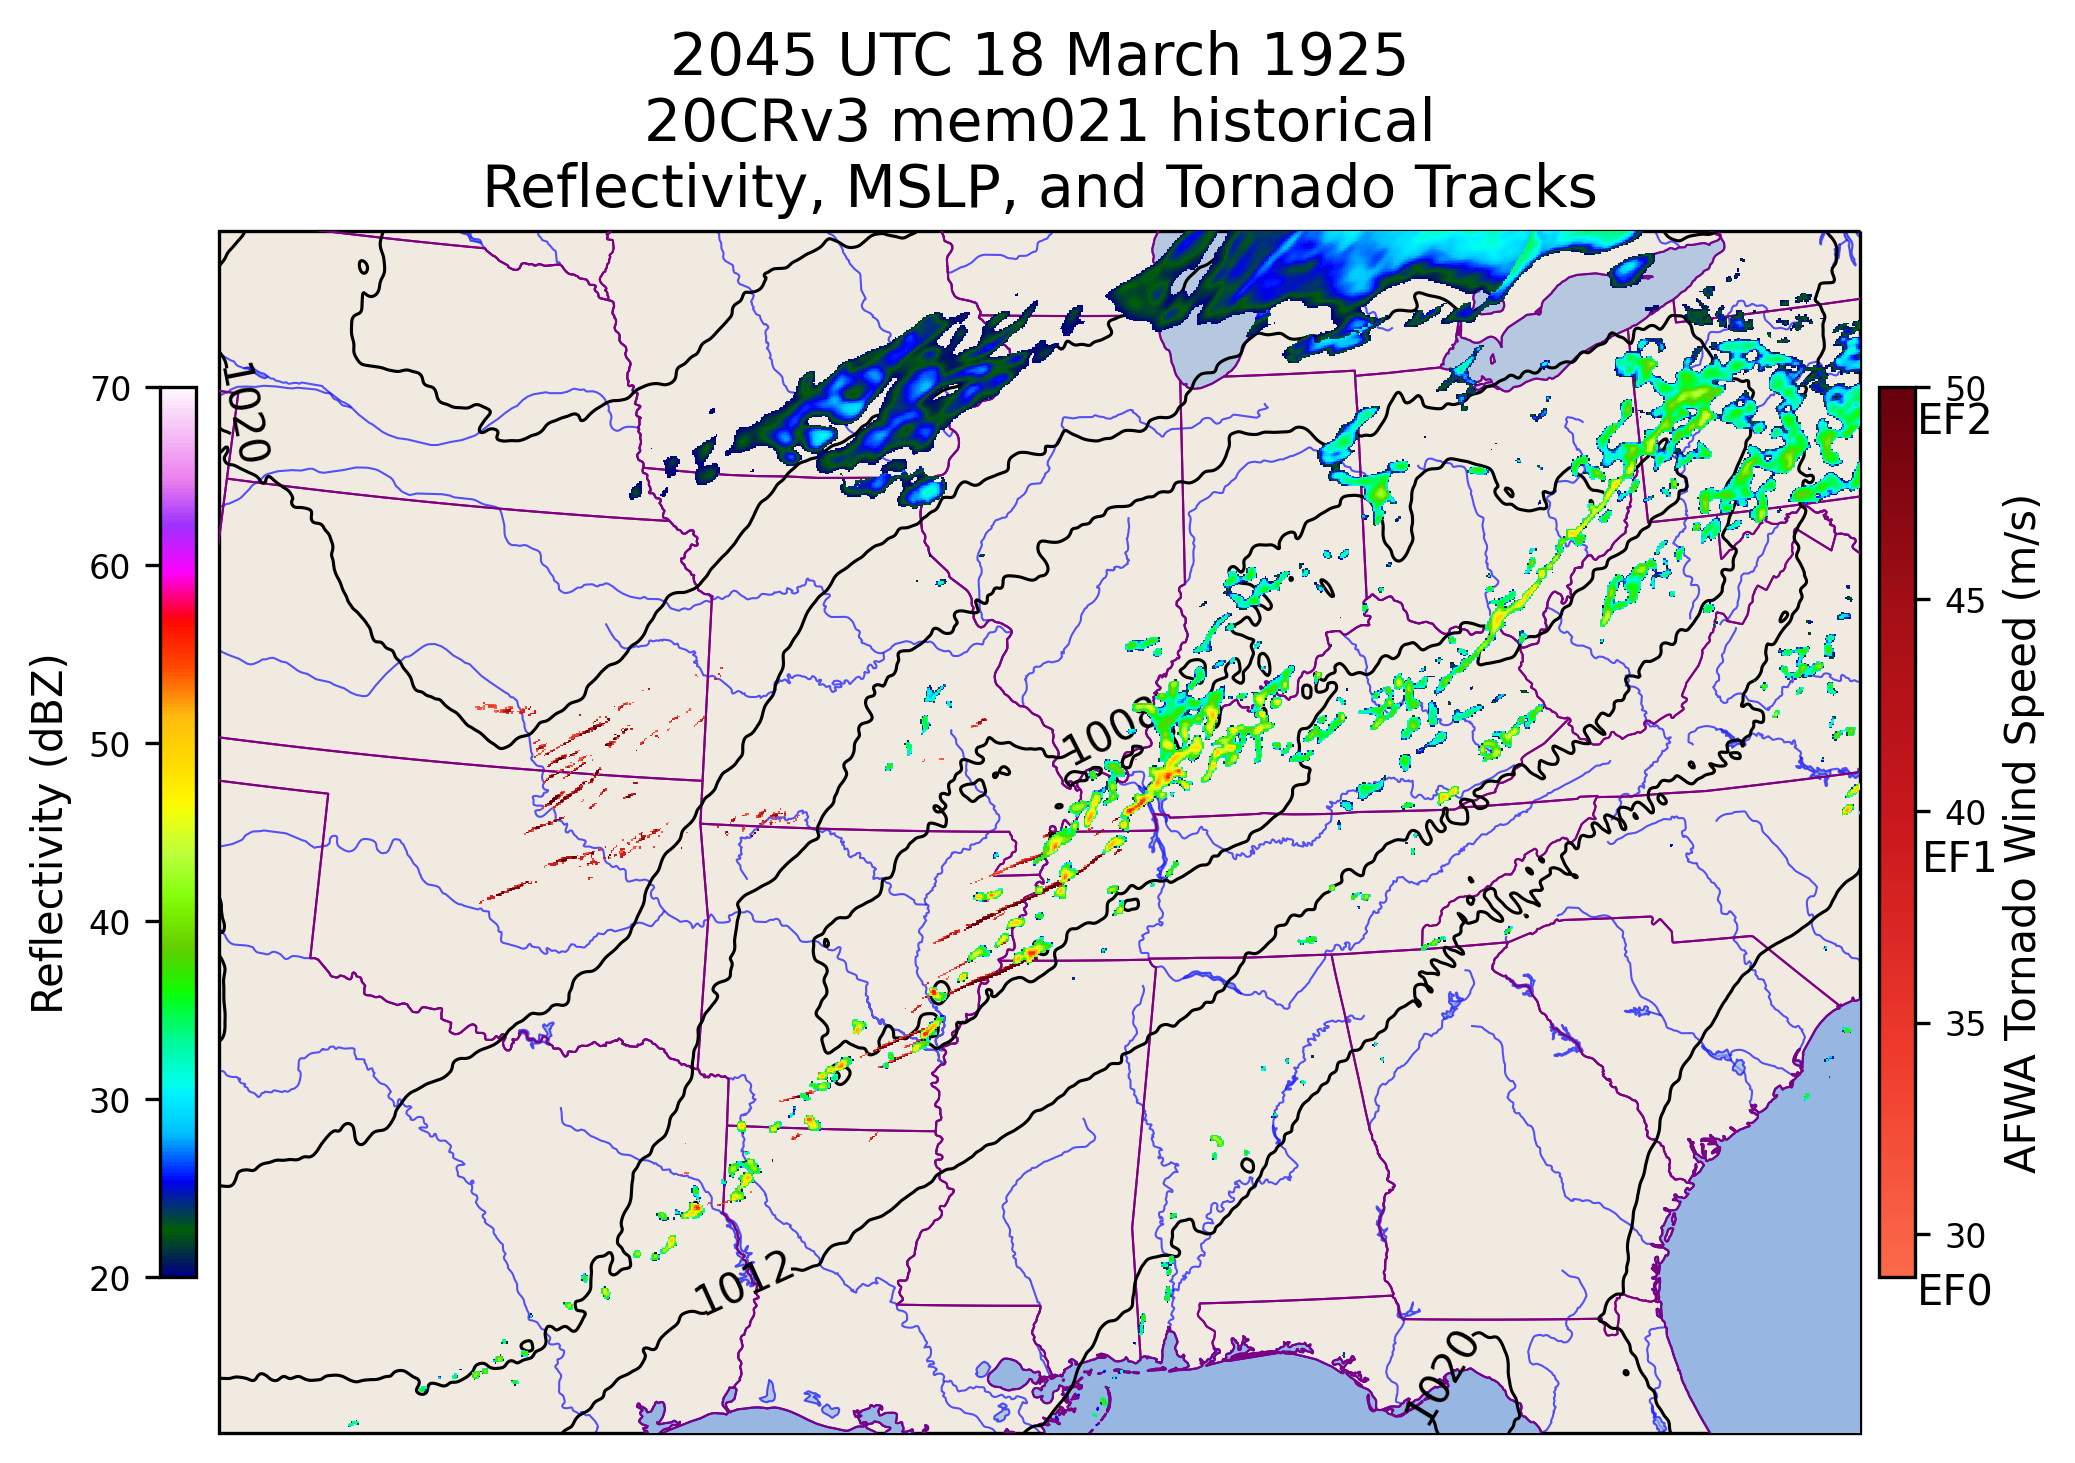 2045 UTC 18 March 1925
20CRv3 mem021 historical
Reflectivity, MSLP, and Tornado Tracks
Reflectivity (dBZ)
70
60
50
40
30
20
1020
1008
1012
1020
50
EF2
45
40
EF1
35
30
EF0
AFWA Tornado Wind Speed (m/s)